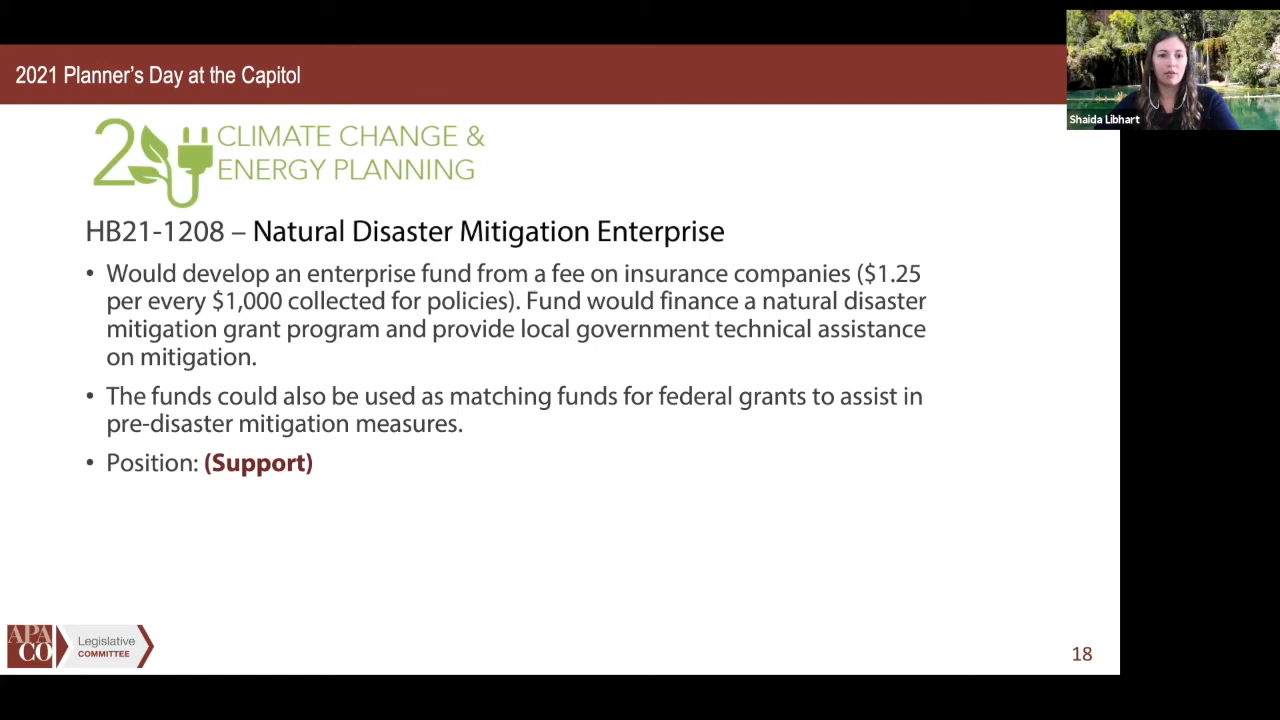 2021 Planner's Day at the Capitol
Shaida Libhart
2
CLIMATE CHANGE &
ENERGY PLANNING
HB21-1208 – Natural Disaster Mitigation Enterprise
• Would develop an enterprise fund from a fee on insurance companies ($1.25
per every $1,000 collected for policies). Fund would finance a natural disaster
mitigation grant program and provide local government technical assistance
on mitigation.
• The funds could also be used as matching funds for federal grants to assist in
pre-disaster mitigation measures.
• Position: (Support)
APA
CO
Legislative
COMMITTEE
18